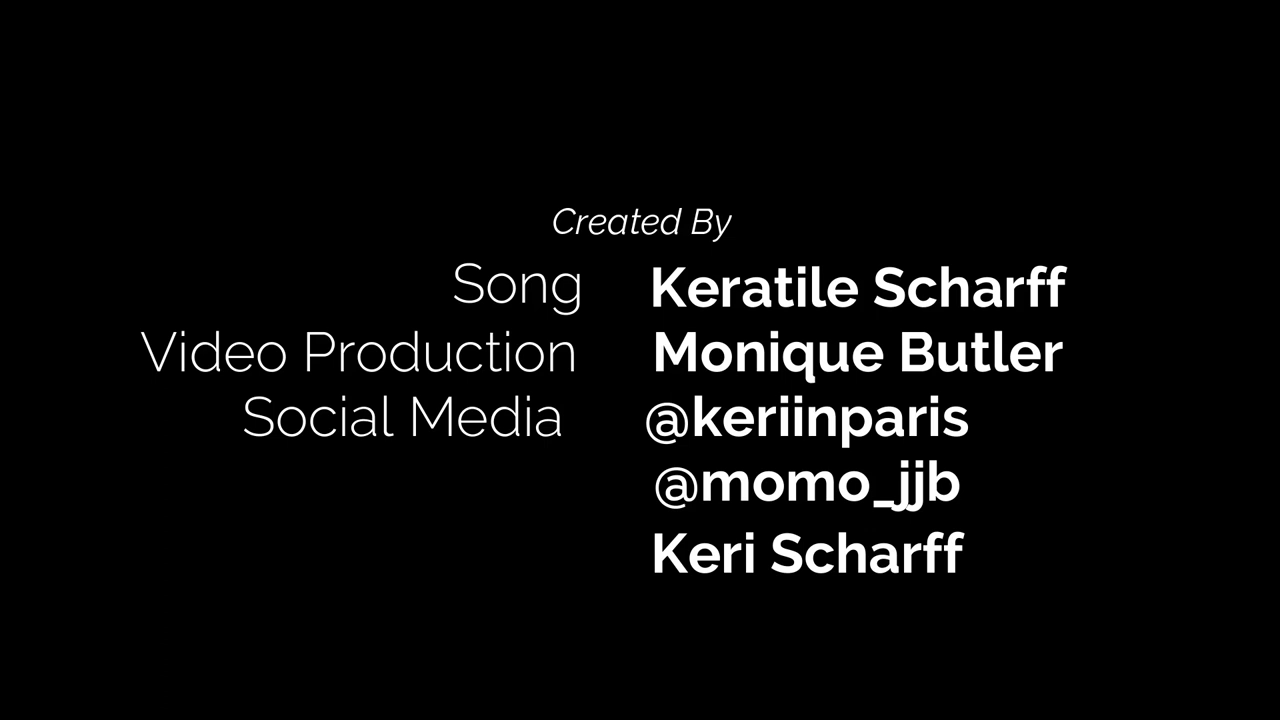 Created By
Song Keratile Scharff
Video Production Monique Butler
Social Media @keriinparis
@momo_jjb
Keri Scharff